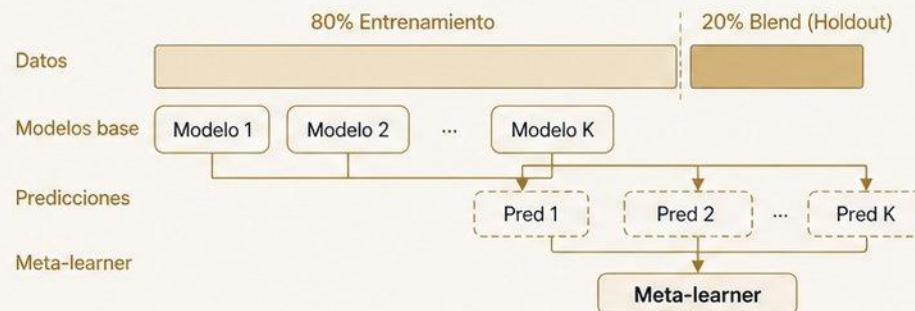 80% Entrenamiento
20% Blend (Holdout)
Datos
Modelos base
Modelo 1
Modelo 2
...
Modelo K
Predicciones
Pred 1
Pred 2
...
Pred K
Meta-learner
Meta-learner